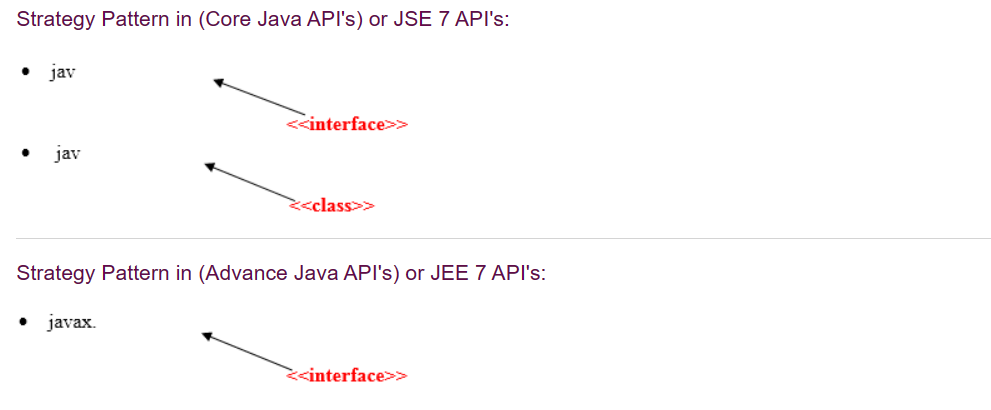 Strategy Pattern in (Core Java API's) or JSE 7 API's:
jav
<<interface>>
jav
<<class>>
Strategy Pattern in (Advance Java API's) or JEE 7 API's:
javax.
<<interface>>